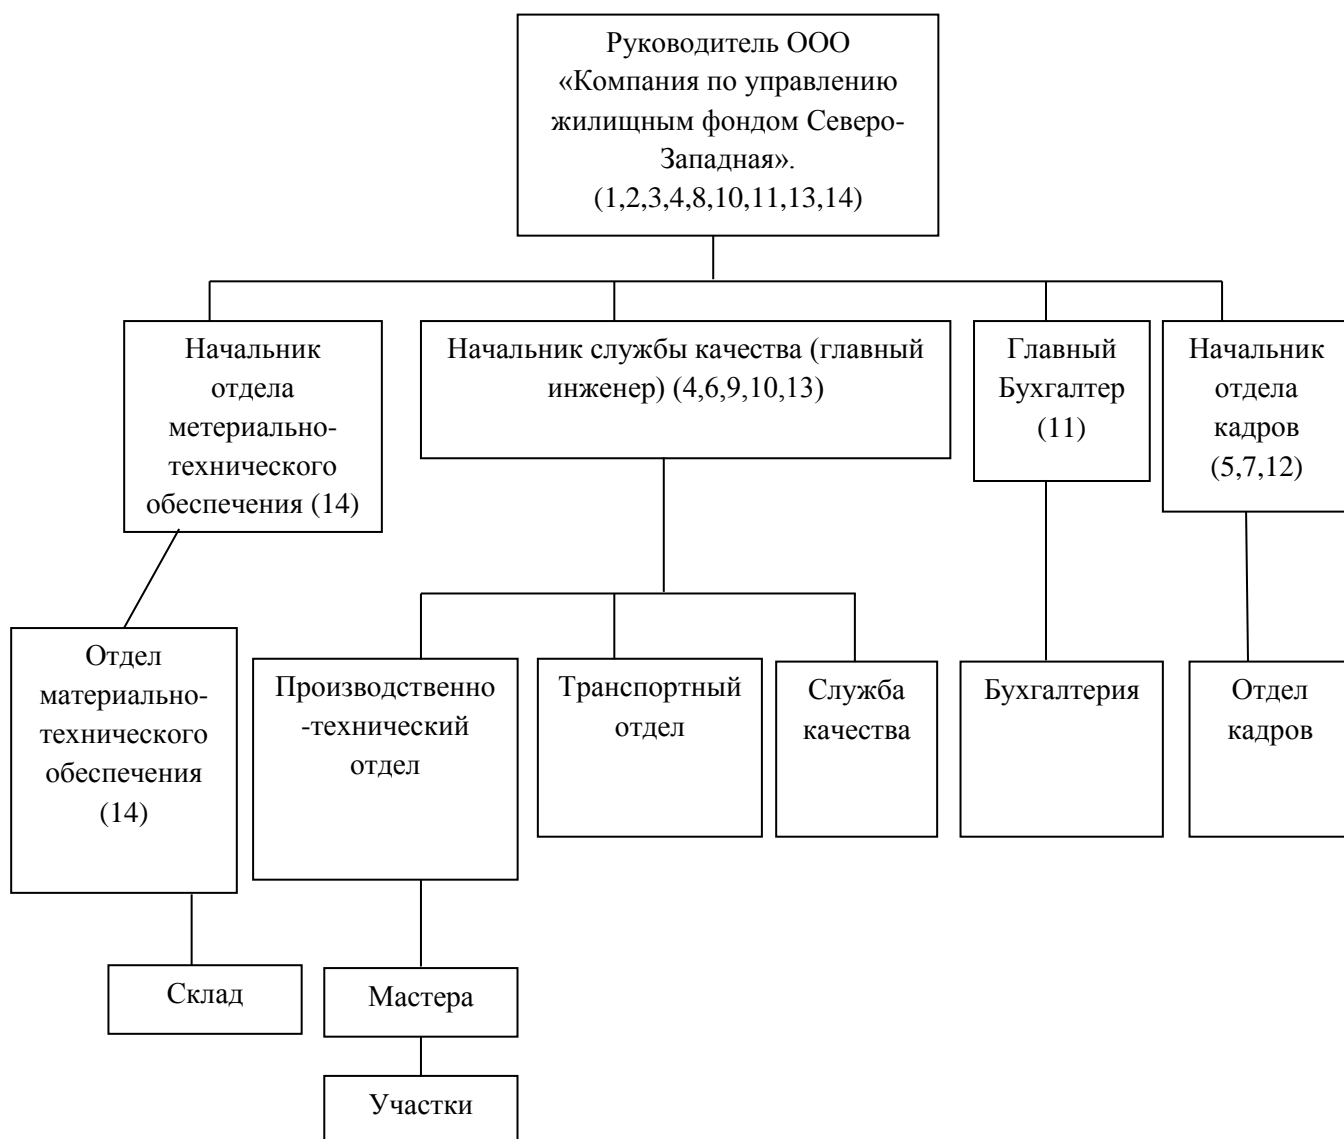 Руководитель ООО
«Компания по управлению
жилищным фондом Северо-
Западная».
(1,2,3,4,8,10,11,13,14)
Начальник
отдела
метериально-
технического
обеспечения (14)
Начальник службы качества (главный
инженер) (4,6,9,10,13)
Главный
Бухгалтер
(11)
Начальник
отдела
кадров
(5,7,12)
Отдел
материально-
технического
обеспечения
(14)
Производственно
-технический
отдел
Транспортный
отдел
Служба
качества
Бухгалтерия
Отдел
кадров
Склад
Мастера
Участки